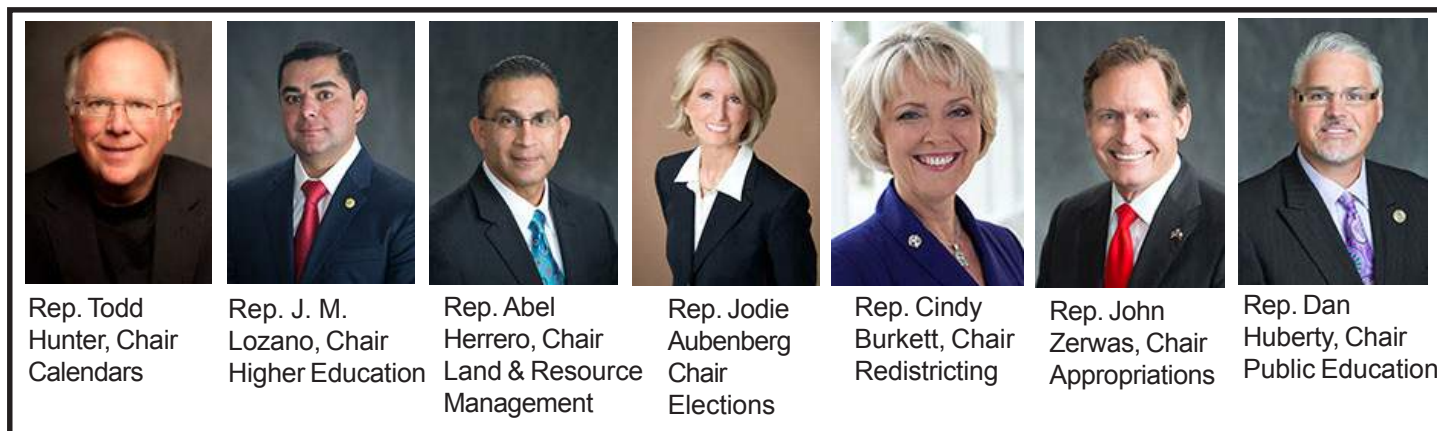 Rep. Todd
Hunter, Chair
Calendars
Rep. J. M.
Lozano, Chair
Higher Education
Rep. Abel
Herrero, Chair
Land & Resource
Management
Rep. Jodie
Aubenberg
Chair
Elections
Rep. Cindy
Burkett, Chair
Redistricting
Rep. John
Zerwas, Chair
Appropriations
Rep. Dan
Huberty, Chair
Public Education